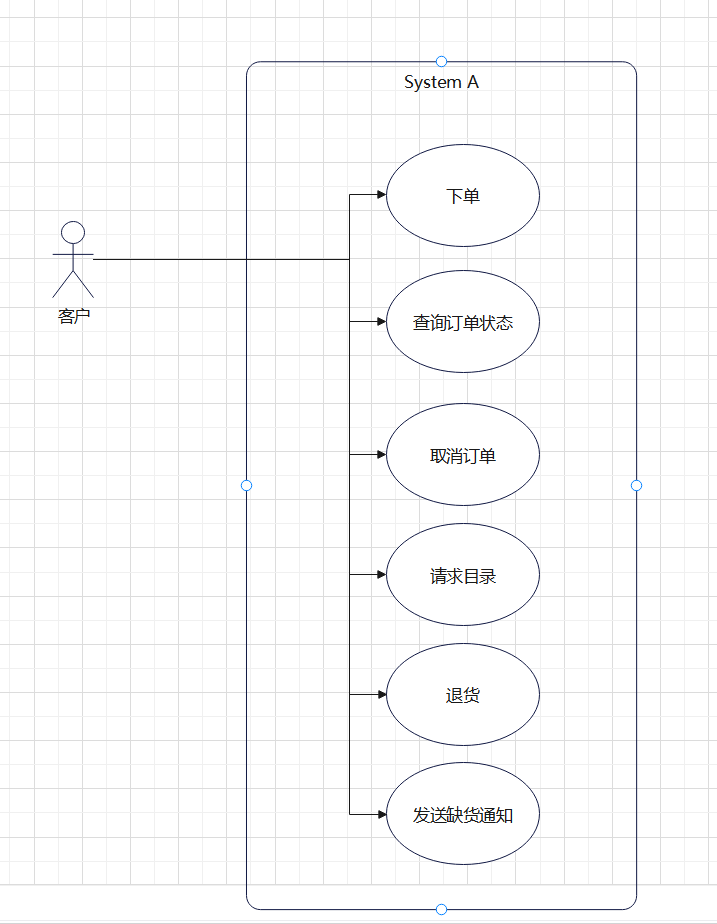 System A
下单
客户
查询订单状态
取消订单
请求目录
退货
发送缺货通知